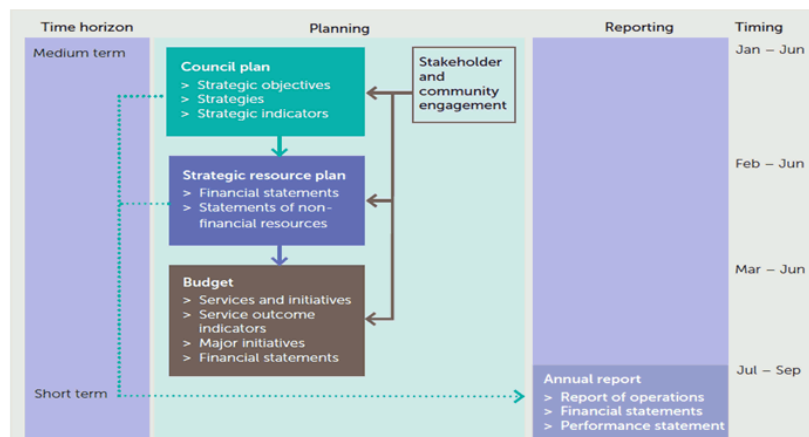 Time horizon
Planning
Reporting
Timing
Medium term
Jan – Jun
Council plan
> Strategic objectives
> Strategies
> Strategic indicators
Stakeholder
and
community
engagement
Feb – Jun
Strategic resource plan
> Financial statements
> Statements of non-
financial resources
Mar – Jun
Budget
> Services and initiatives
> Service outcome
indicators
> Major initiatives
> Financial statements
Jul – Sep
Short term
Annual report
> Report of operations
> Financial statements
> Performance statement